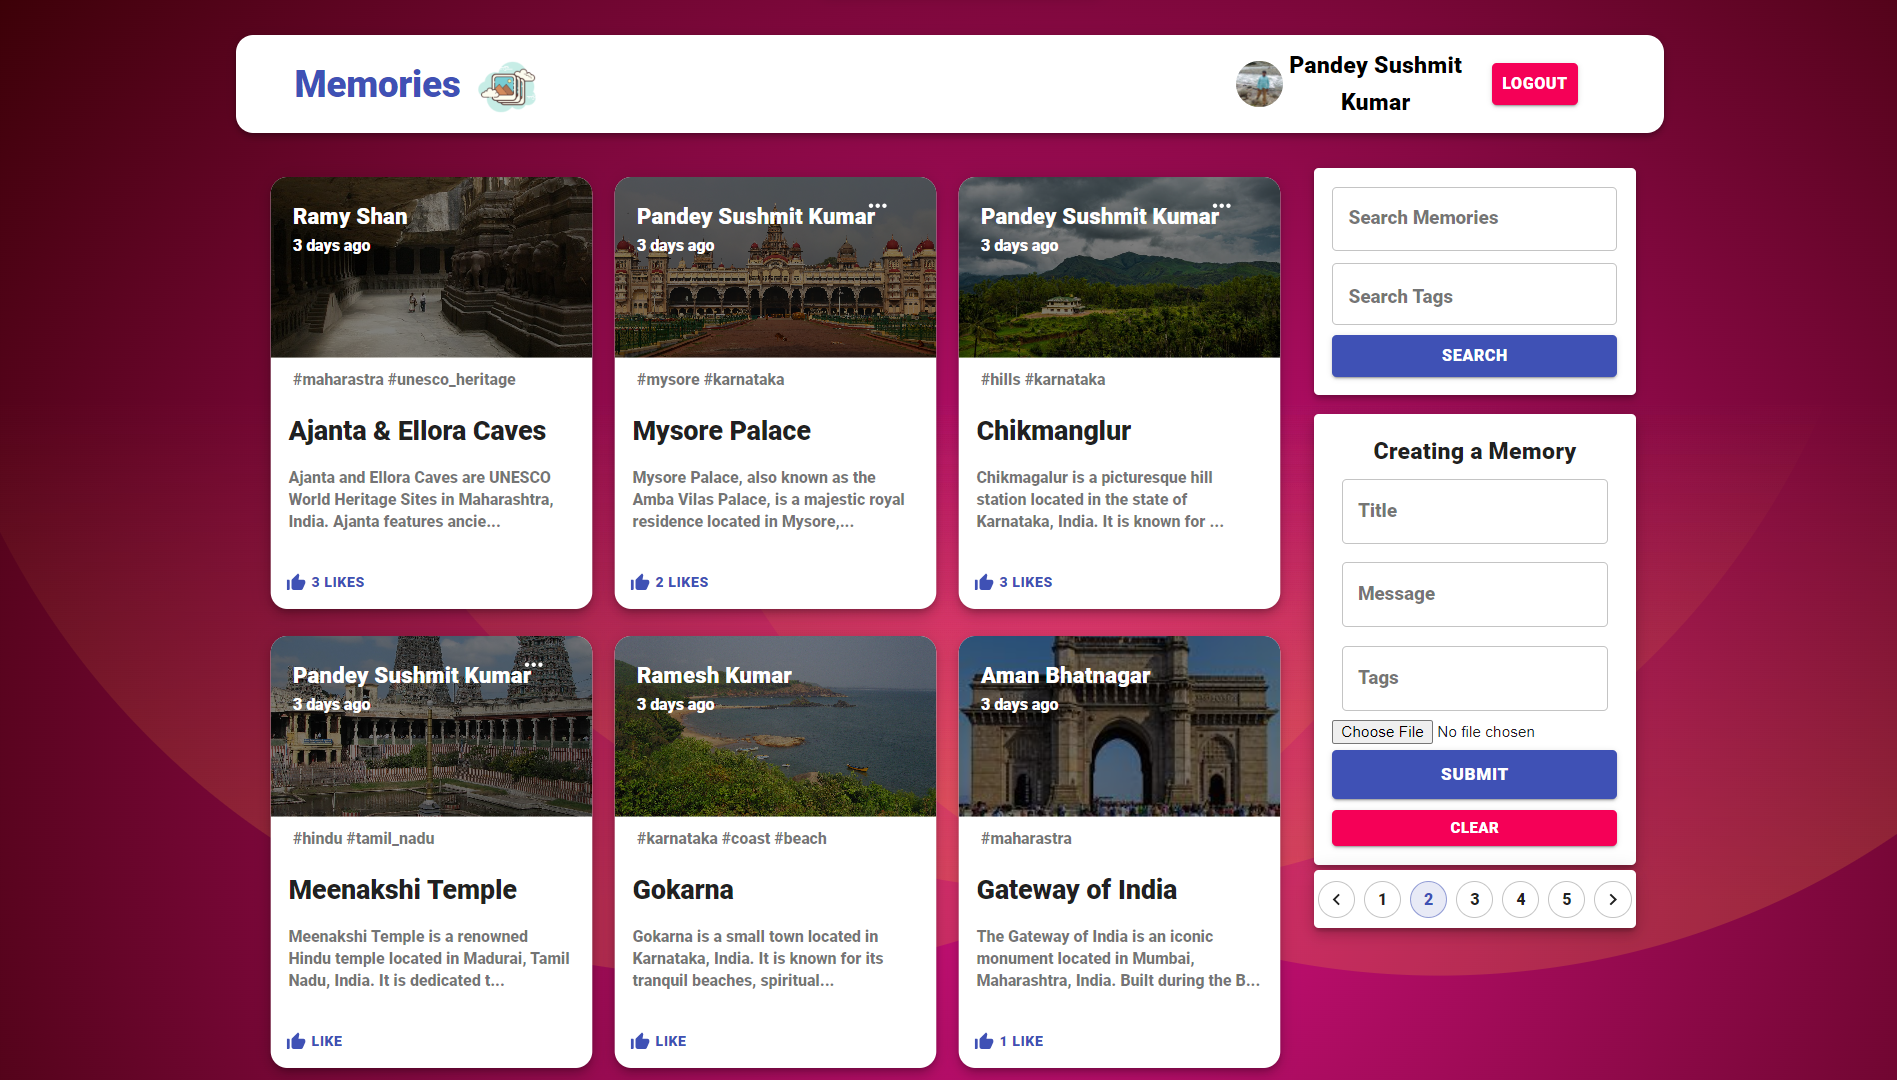 Memories
Pandey Sushmit
Kumar
LOGOUT
Ramy Shan
3 days ago
#maharastra #unesco_heritage
Ajanta & Ellora Caves
Ajanta and Ellora Caves are UNESCO
World Heritage Sites in Maharashtra,
India. Ajanta features ancie...
3 LIKES
Pandey Sushmit Kumar
3 days ago
#mysore #karnataka
Mysore Palace
Mysore Palace, also known as the
Amba Vilas Palace, is a majestic royal
residence located in Mysore,...
2 LIKES
Pandey Sushmit Kumar
3 days ago
#hills #karnataka
Chikmanglur
Chikmagalur is a picturesque hill
station located in the state of
Karnataka, India. It is known for ...
3 LIKES
Pandey Sushmit Kumar
3 days ago
#hindu #tamil_nadu
Meenakshi Temple
Meenakshi Temple is a renowned
Hindu temple located in Madurai, Tamil
Nadu, India. It is dedicated t...
LIKE
Ramesh Kumar
3 days ago
#karnataka #coast #beach
Gokarna
Gokarna is a small town located in
Karnataka, India. It is known for its
tranquil beaches, spiritual...
LIKE
Aman Bhatnagar
3 days ago
#maharastra
Gateway of India
The Gateway of India is an iconic
monument located in Mumbai,
Maharashtra, India. Built during the B...
1 LIKE
Search Memories
Search Tags
SEARCH
Creating a Memory
Title
Message
Tags
Choose File No file chosen
SUBMIT
CLEAR
1 2 3 4 5